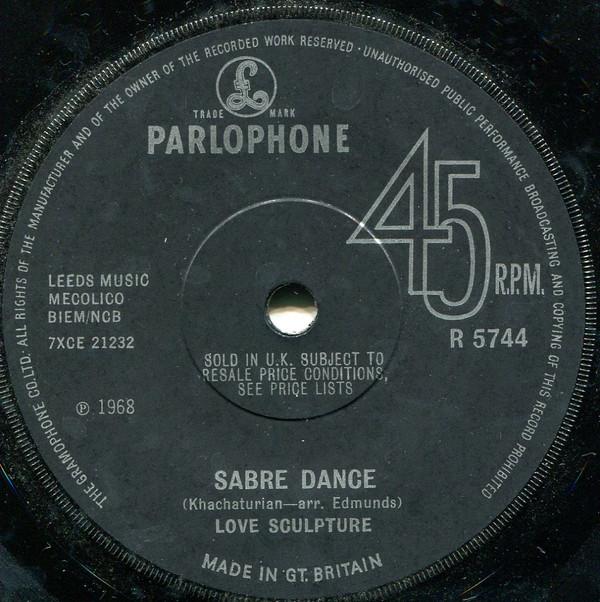 THE GRAMOPHONE CO. LTD. ALL RIGHTS OF THE MANUFACTURER AND OF THE OWNER OF THE RECORDED WORK RESERVED · UNAUTHORISED PUBLIC PERFORMANCE BROADCASTING AND COPYING OF THIS RECORD PROHIBITED
£
TRADE MARK
PARLOPHONE
45
R.P.M.
R 5744
LEEDS MUSIC
MECOLICO
BIEM/NCB
7XCE 21232
SOLD IN U.K. SUBJECT TO
RESALE PRICE CONDITIONS,
SEE PRICE LISTS
℗ 1968
SABRE DANCE
(Khachaturian—arr. Edmunds)
LOVE SCULPTURE
MADE IN GT. BRITAIN